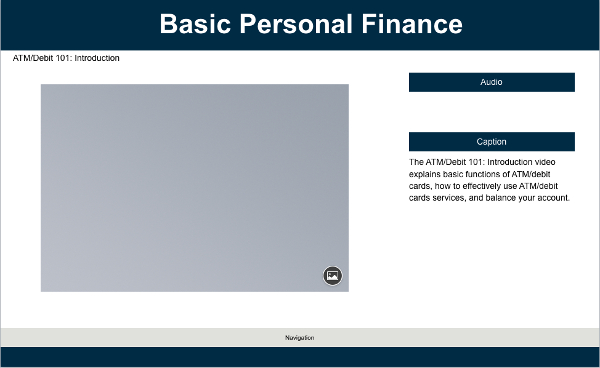 Basic Personal Finance
ATM/Debit 101: Introduction
Audio
Caption
The ATM/Debit 101: Introduction video
explains basic functions of ATM/debit
cards, how to effectively use ATM/debit
cards services, and balance your account.
Navigation